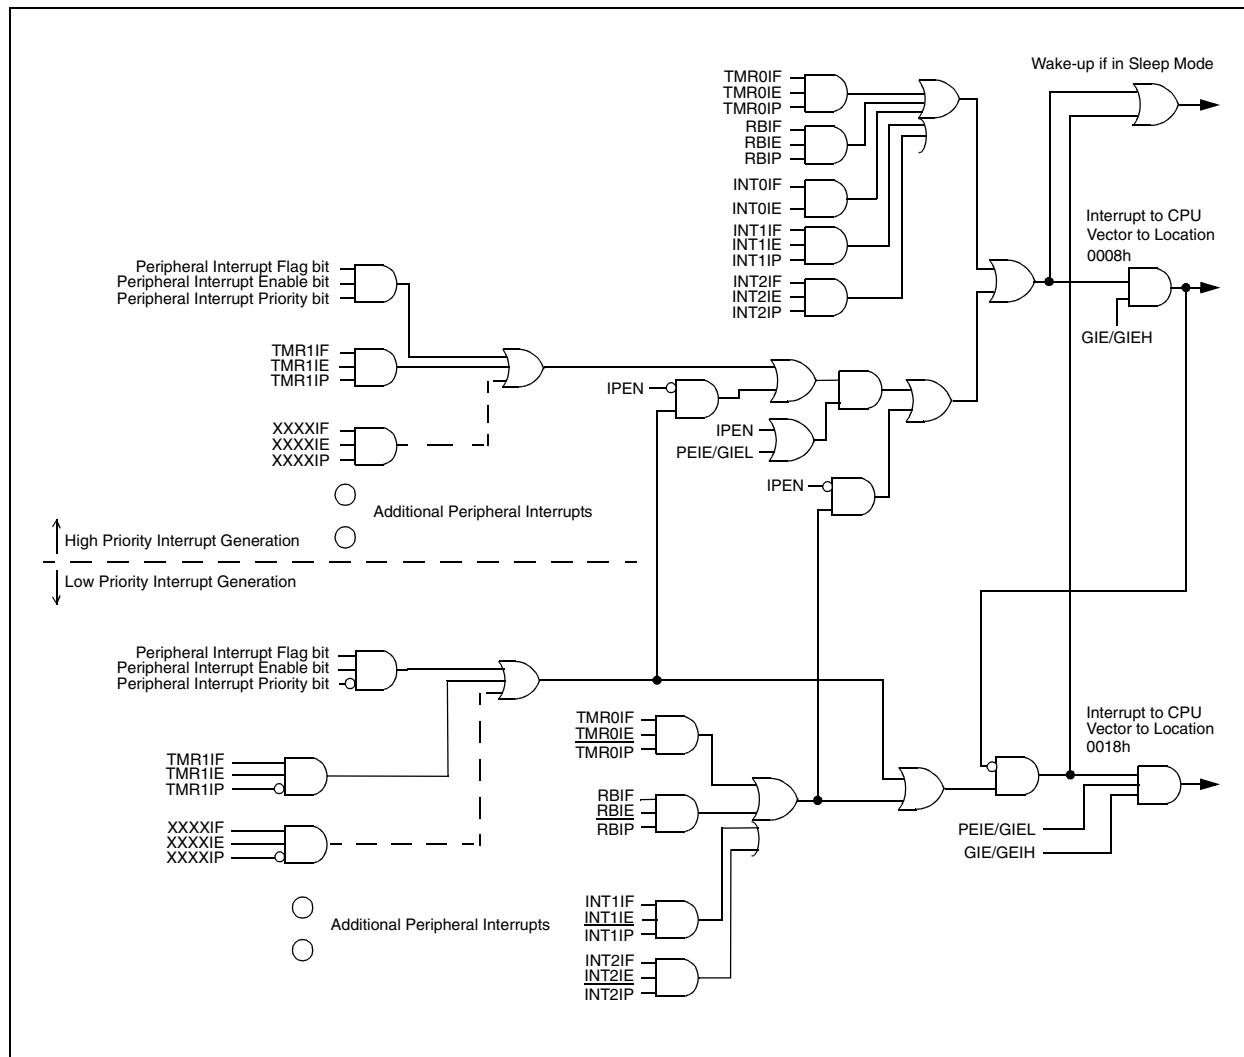 Wake-up if in Sleep Mode
TMR0IF
TMR0IE
TMR0IP
RBIF
RBIE
RBIP
INT0IF
INT0IE
INT1IF
INT1IE
INT1IP
INT2IF
INT2IE
INT2IP
Interrupt to CPU
Vector to Location
0008h
GIE/GIEH
Peripheral Interrupt Flag bit
Peripheral Interrupt Enable bit
Peripheral Interrupt Priority bit
TMR1IF
TMR1IE
TMR1IP
XXXXIF
XXXXIE
XXXXIP
IPEN
IPEN
PEIE/GIEL
IPEN
Additional Peripheral Interrupts
High Priority Interrupt Generation
Low Priority Interrupt Generation
Peripheral Interrupt Flag bit
Peripheral Interrupt Enable bit
Peripheral Interrupt Priority bit
TMR1IF
TMR1IE
TMR1IP
XXXXIF
XXXXIE
XXXXIP
Additional Peripheral Interrupts
TMR0IF
TMR0IE
TMR0IP
RBIF
RBIE
RBIP
INT1IF
INT1IE
INT1IP
INT2IF
INT2IE
INT2IP
Interrupt to CPU
Vector to Location
0018h
PEIE/GIEL
GIE/GEIH